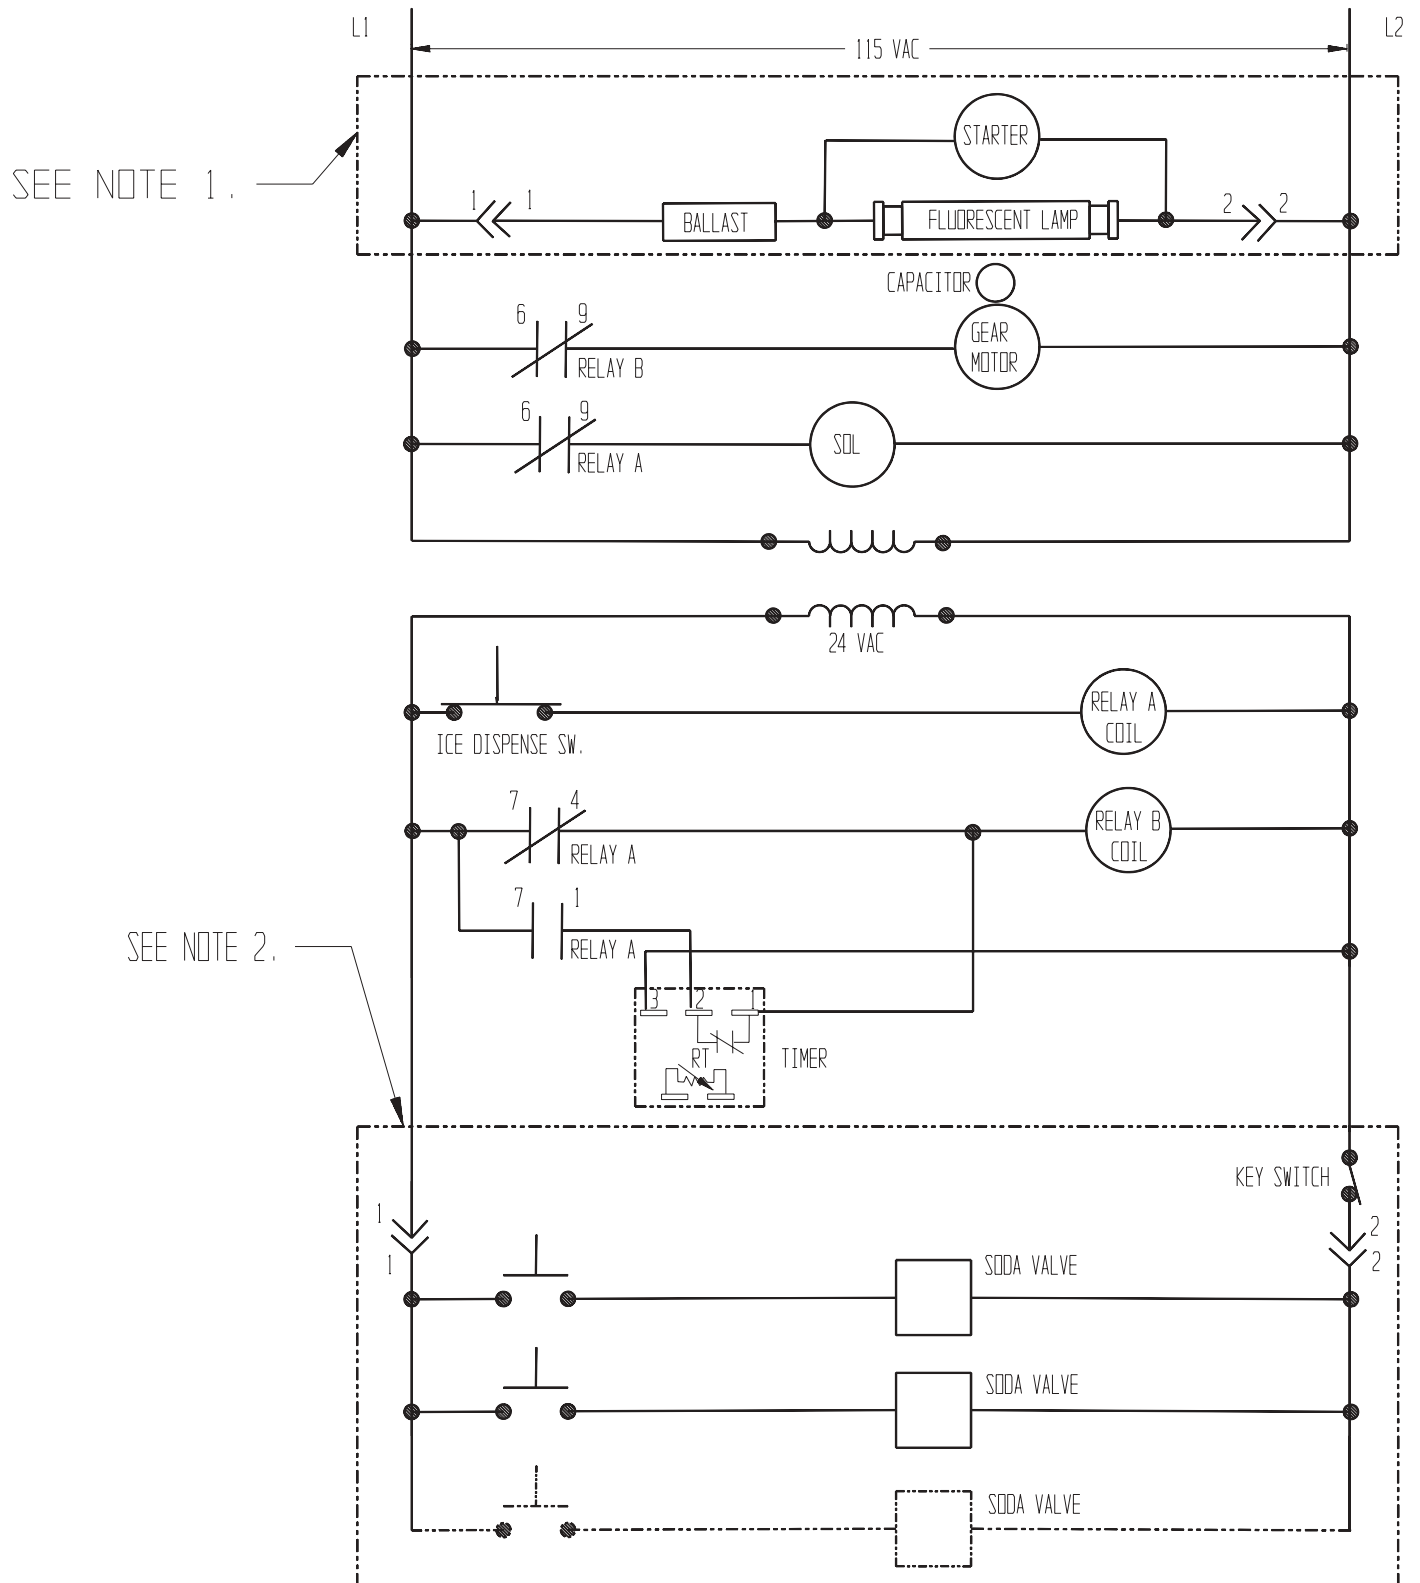 L1
L2
115 VAC
STARTER
SEE NOTE 1.
1
1
BALLAST
FLUORESCENT LAMP
2
2
CAPACITOR
GEAR
MOTOR
6
9
RELAY B
6
9
RELAY A
SOL
24 VAC
ICE DISPENSE SW.
RELAY A
COIL
7
4
RELAY A
RELAY B
COIL
7
1
RELAY A
SEE NOTE 2.
3
2
1
RT
TIMER
KEY SWITCH
1
1
2
2
SODA VALVE
SODA VALVE
SODA VALVE